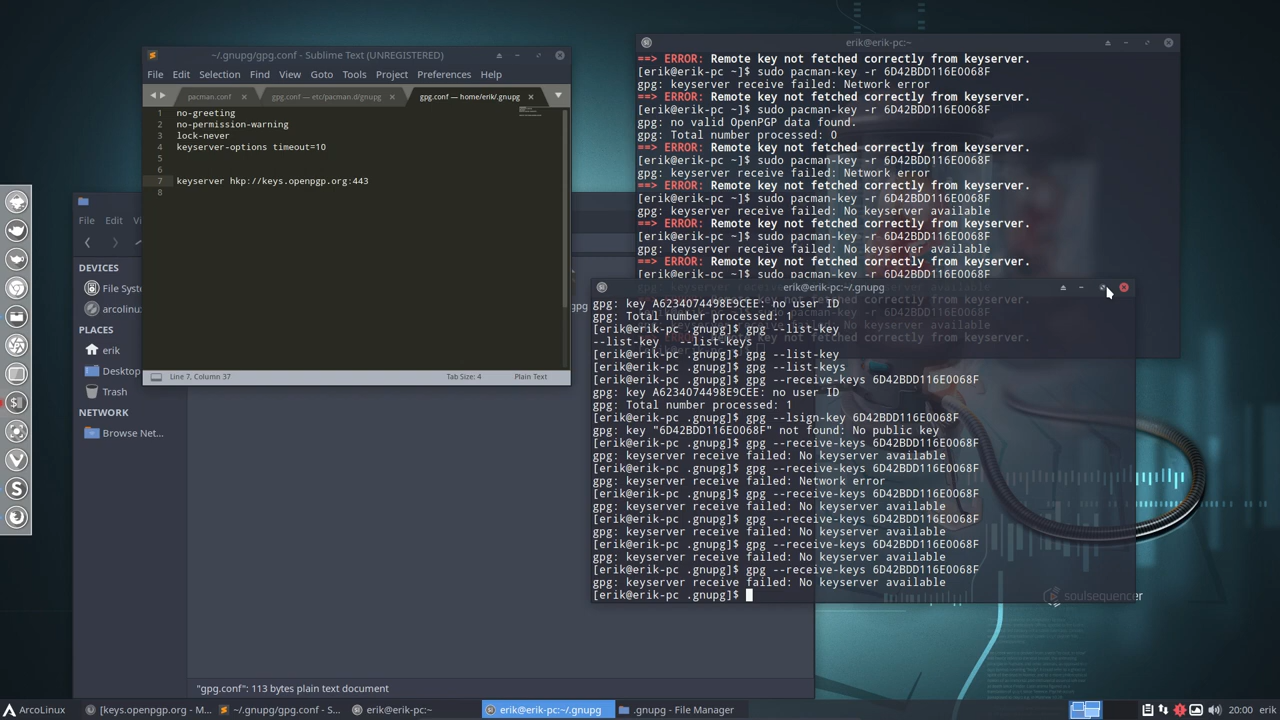 ~/.gnupg/gpg.conf - Sublime Text (UNREGISTERED)
File Edit Selection Find View Goto Tools Project Preferences Help
pacman.conf gpg.conf — etc/pacman.d/gnupg gpg.conf — home/erik/.gnupg
1 no-greeting
2 no-permission-warning
3 lock-never
4 keyserver-options timeout=10
5
6
7 keyserver hkp://keys.openpgp.org:443
8
Line 7, Column 37 Tab Size: 4 Plain Text
erik@erik-pc:~
==> ERROR: Remote key not fetched correctly from keyserver.
[erik@erik-pc ~]$ sudo pacman-key -r 6D42BDD116E0068F
gpg: keyserver receive failed: Network error
==> ERROR: Remote key not fetched correctly from keyserver.
[erik@erik-pc ~]$ sudo pacman-key -r 6D42BDD116E0068F
gpg: no valid OpenPGP data found.
gpg: Total number processed: 0
==> ERROR: Remote key not fetched correctly from keyserver.
[erik@erik-pc ~]$ sudo pacman-key -r 6D42BDD116E0068F
gpg: keyserver receive failed: Network error
==> ERROR: Remote key not fetched correctly from keyserver.
[erik@erik-pc ~]$ sudo pacman-key -r 6D42BDD116E0068F
gpg: keyserver receive failed: No keyserver available
==> ERROR: Remote key not fetched correctly from keyserver.
[erik@erik-pc ~]$ sudo pacman-key -r 6D42BDD116E0068F
gpg: keyserver receive failed: No keyserver available
==> ERROR: Remote key not fetched correctly from keyserver.
[erik@erik-pc ~]$ sudo pacman-key -r 6D42BDD116E0068F
erik@erik-pc:~/.gnupg
gpg: key A6234074498E9CEE: no user ID
gpg: Total number processed: 1
[erik@erik-pc .gnupg]$ gpg --list-key
--list-key --list-keys
[erik@erik-pc .gnupg]$ gpg --list-key
[erik@erik-pc .gnupg]$ gpg --list-keys
[erik@erik-pc .gnupg]$ gpg --receive-keys 6D42BDD116E0068F
gpg: key A6234074498E9CEE: no user ID
gpg: Total number processed: 1
[erik@erik-pc .gnupg]$ gpg --lsign-key 6D42BDD116E0068F
gpg: key "6D42BDD116E0068F" not found: No public key
[erik@erik-pc .gnupg]$ gpg --receive-keys 6D42BDD116E0068F
gpg: keyserver receive failed: No keyserver available
[erik@erik-pc .gnupg]$ gpg --receive-keys 6D42BDD116E0068F
gpg: keyserver receive failed: Network error
[erik@erik-pc .gnupg]$ gpg --receive-keys 6D42BDD116E0068F
gpg: keyserver receive failed: No keyserver available
[erik@erik-pc .gnupg]$ gpg --receive-keys 6D42BDD116E0068F
gpg: keyserver receive failed: No keyserver available
[erik@erik-pc .gnupg]$ gpg --receive-keys 6D42BDD116E0068F
gpg: keyserver receive failed: No keyserver available
[erik@erik-pc .gnupg]$ gpg --receive-keys 6D42BDD116E0068F
gpg: keyserver receive failed: No keyserver available
[erik@erik-pc .gnupg]$
File Edit
DEVICES
File Sys
arcolinu
PLACES
erik
Desktop
Trash
NETWORK
Browse Net...
gpg
"gpg.conf": 113 bytes plain text document
soulsequencer
ArcoLinux [keys.openpgp.org - M... ~/.gnupg/gpg.conf - S... erik@erik-pc:~ erik@erik-pc:~/.gnupg .gnupg - File Manager 20:00 erik